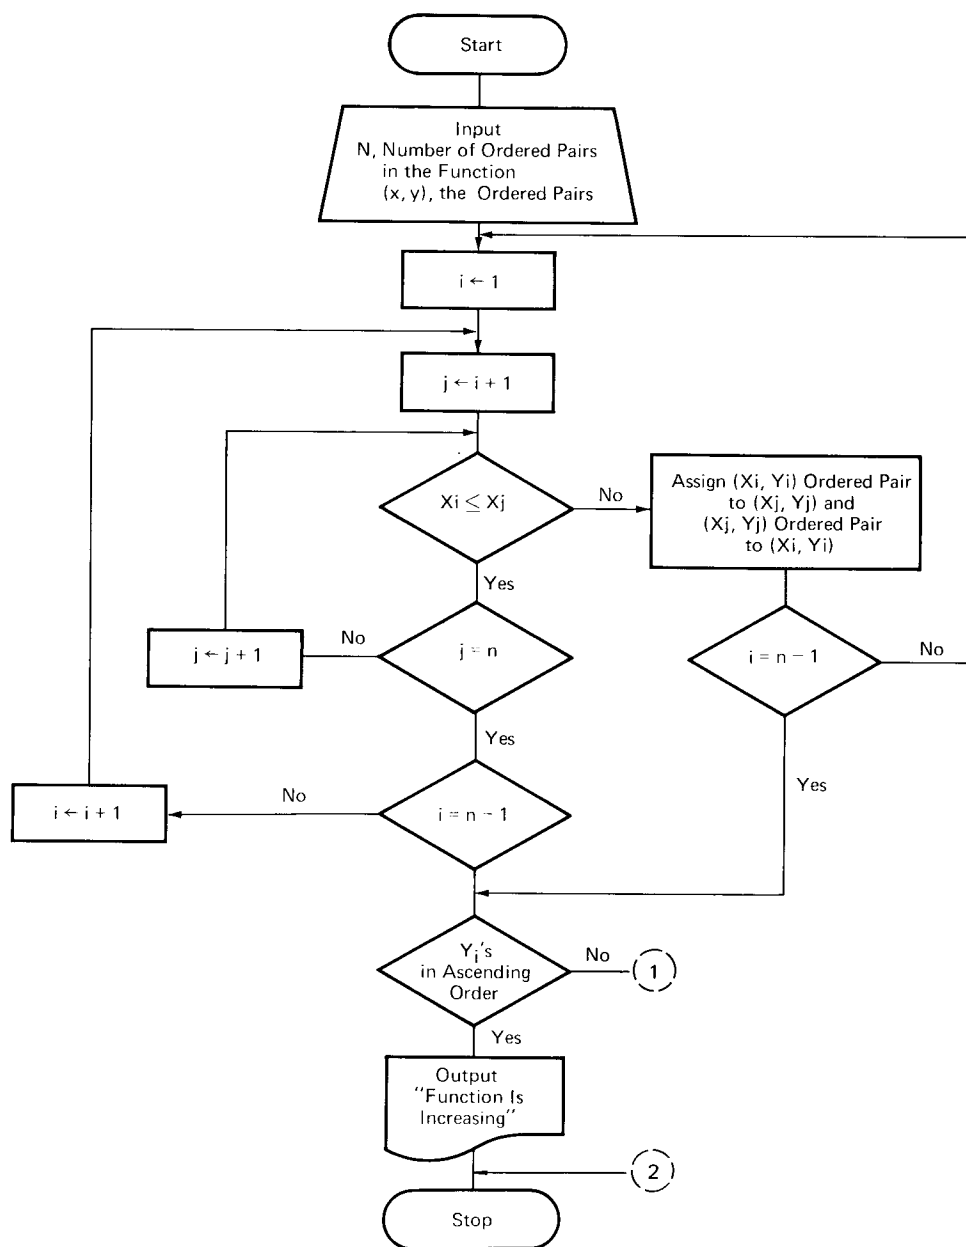 Start
Input
N, Number of Ordered Pairs
in the Function
(x, y), the Ordered Pairs
i ← 1
j ← i + 1
Xi ≤ Xj
No
Assign (Xi, Yi) Ordered Pair
to (Xj, Yj) and
(Xj, Yj) Ordered Pair
to (Xi, Yi)
Yes
j ← j + 1
No
j = n
i = n − 1
No
Yes
Yes
i ← i + 1
No
i = n − 1
Yi's
in Ascending
Order
No
1
Yes
Output
"Function Is
Increasing"
2
Stop